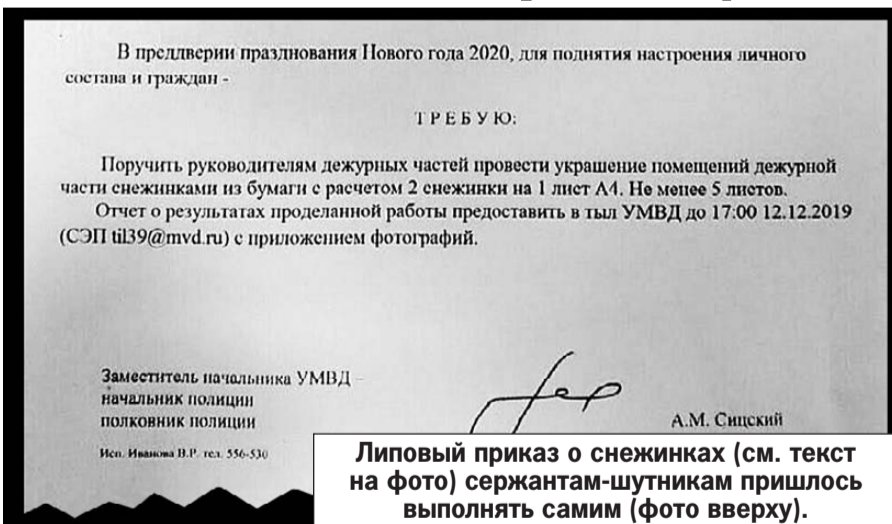 В преддверии празднования Нового года 2020, для поднятия настроения личного
состава и граждан -
ТРЕБУЮ:
Поручить руководителям дежурных частей провести украшение помещений дежурной
части снежинками из бумаги с расчетом 2 снежинки на 1 лист А4. Не менее 5 листов.
Отчет о результатах проделанной работы предоставить в тыл УМВД до 17:00 12.12.2019
(СЭП til39@mvd.ru) с приложением фотографий.
Заместитель начальника УМВД -
начальник полиции
полковник полиции
А.М. Сицский
Исп. Иванова В.Р. тел. 556-530
Липовый приказ о снежинках (см. текст
на фото) сержантам-шутникам пришлось
выполнять самим (фото вверху).